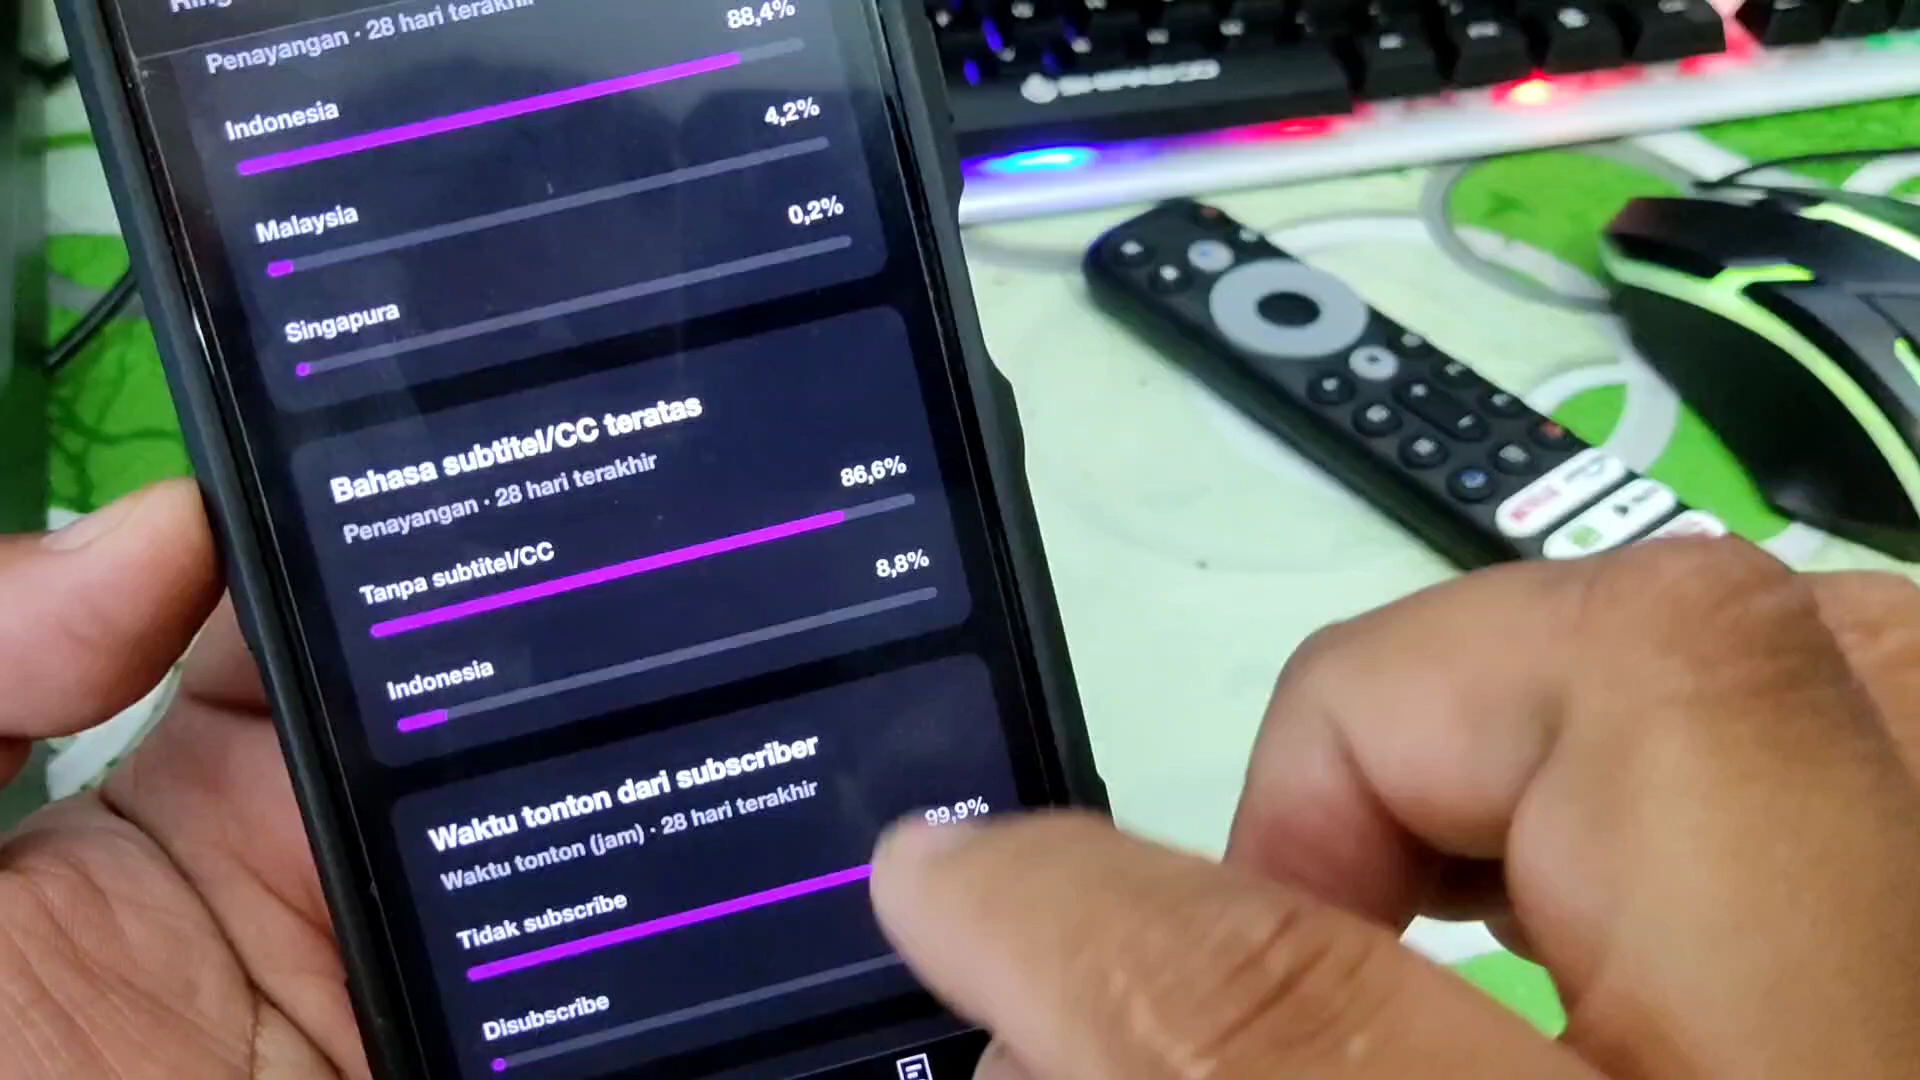 Penayangan · 28 hari terakhir
88,4%
Indonesia
4,2%
Malaysia
0,2%
Singapura
Bahasa subtitel/CC teratas
Penayangan · 28 hari terakhir
86,6%
Tanpa subtitel/CC
8,8%
Indonesia
Waktu tonton dari subscriber
Waktu tonton (jam) · 28 hari terakhir
99,9%
Tidak subscribe
Disubscribe